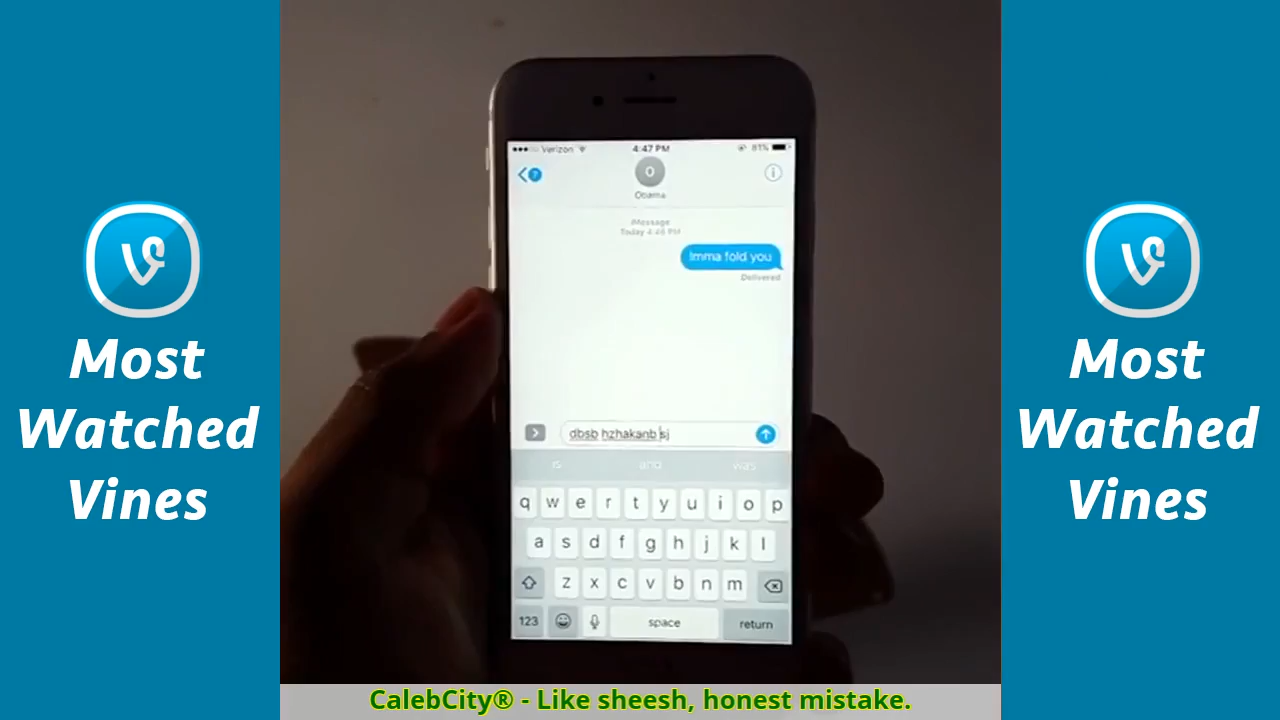 Most
Watched
Vines
Verizon
4:47 PM
81%
7
O
Obama
iMessage
Today 4:46 PM
Imma fold you
Delivered
dbsb hzhakanb sj
is and was
q w e r t y u i o p
a s d f g h j k l
z x c v b n m
123 space return
Most
Watched
Vines
CalebCity® - Like sheesh, honest mistake.